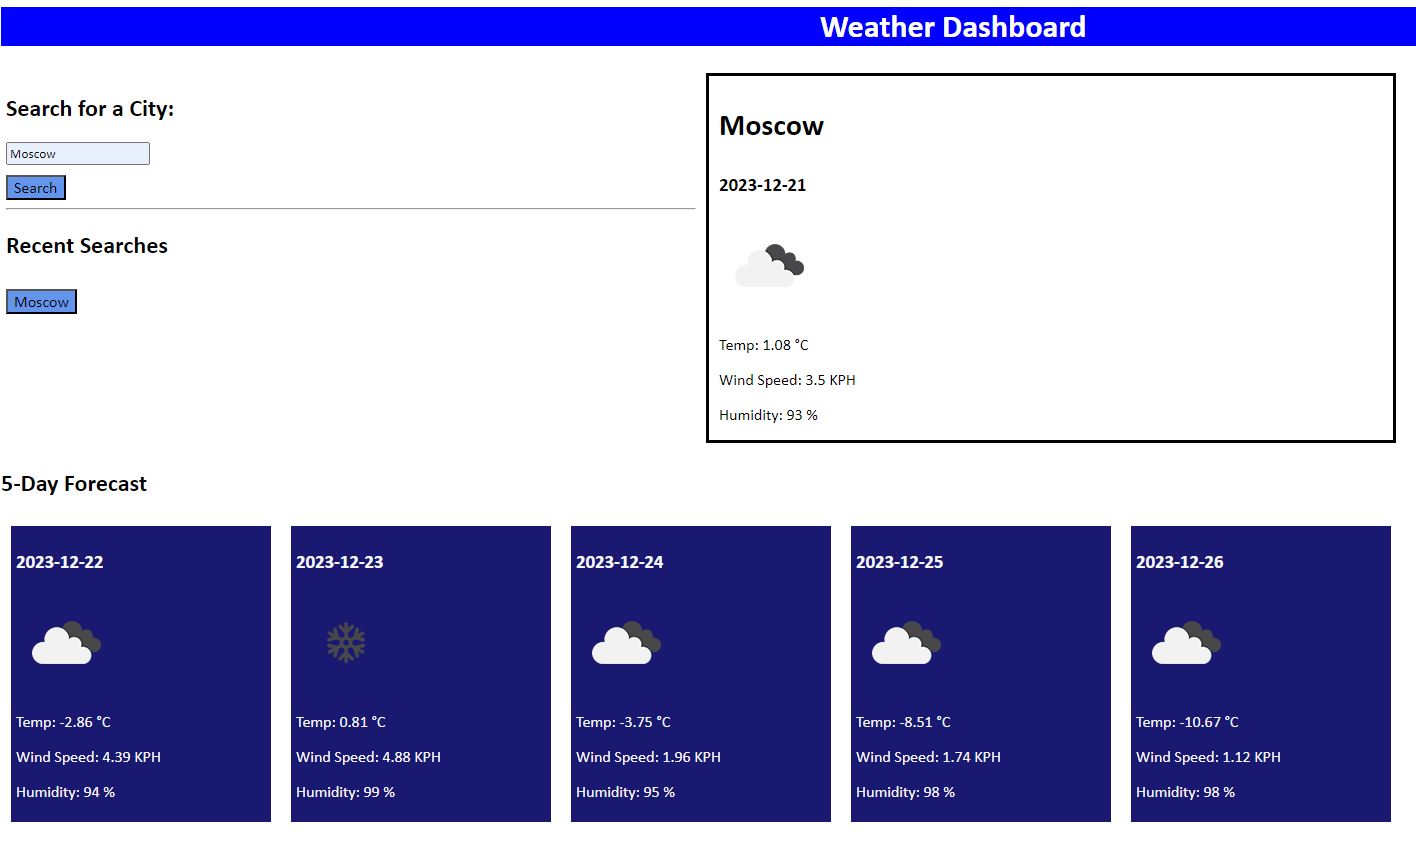 Weather Dashboard
Search for a City:
Moscow
Search
Recent Searches
Moscow
Moscow
2023-12-21
Temp: 1.08 °C
Wind Speed: 3.5 KPH
Humidity: 93 %
5-Day Forecast
2023-12-22
Temp: -2.86 °C
Wind Speed: 4.39 KPH
Humidity: 94 %
2023-12-23
Temp: 0.81 °C
Wind Speed: 4.88 KPH
Humidity: 99 %
2023-12-24
Temp: -3.75 °C
Wind Speed: 1.96 KPH
Humidity: 95 %
2023-12-25
Temp: -8.51 °C
Wind Speed: 1.74 KPH
Humidity: 98 %
2023-12-26
Temp: -10.67 °C
Wind Speed: 1.12 KPH
Humidity: 98 %